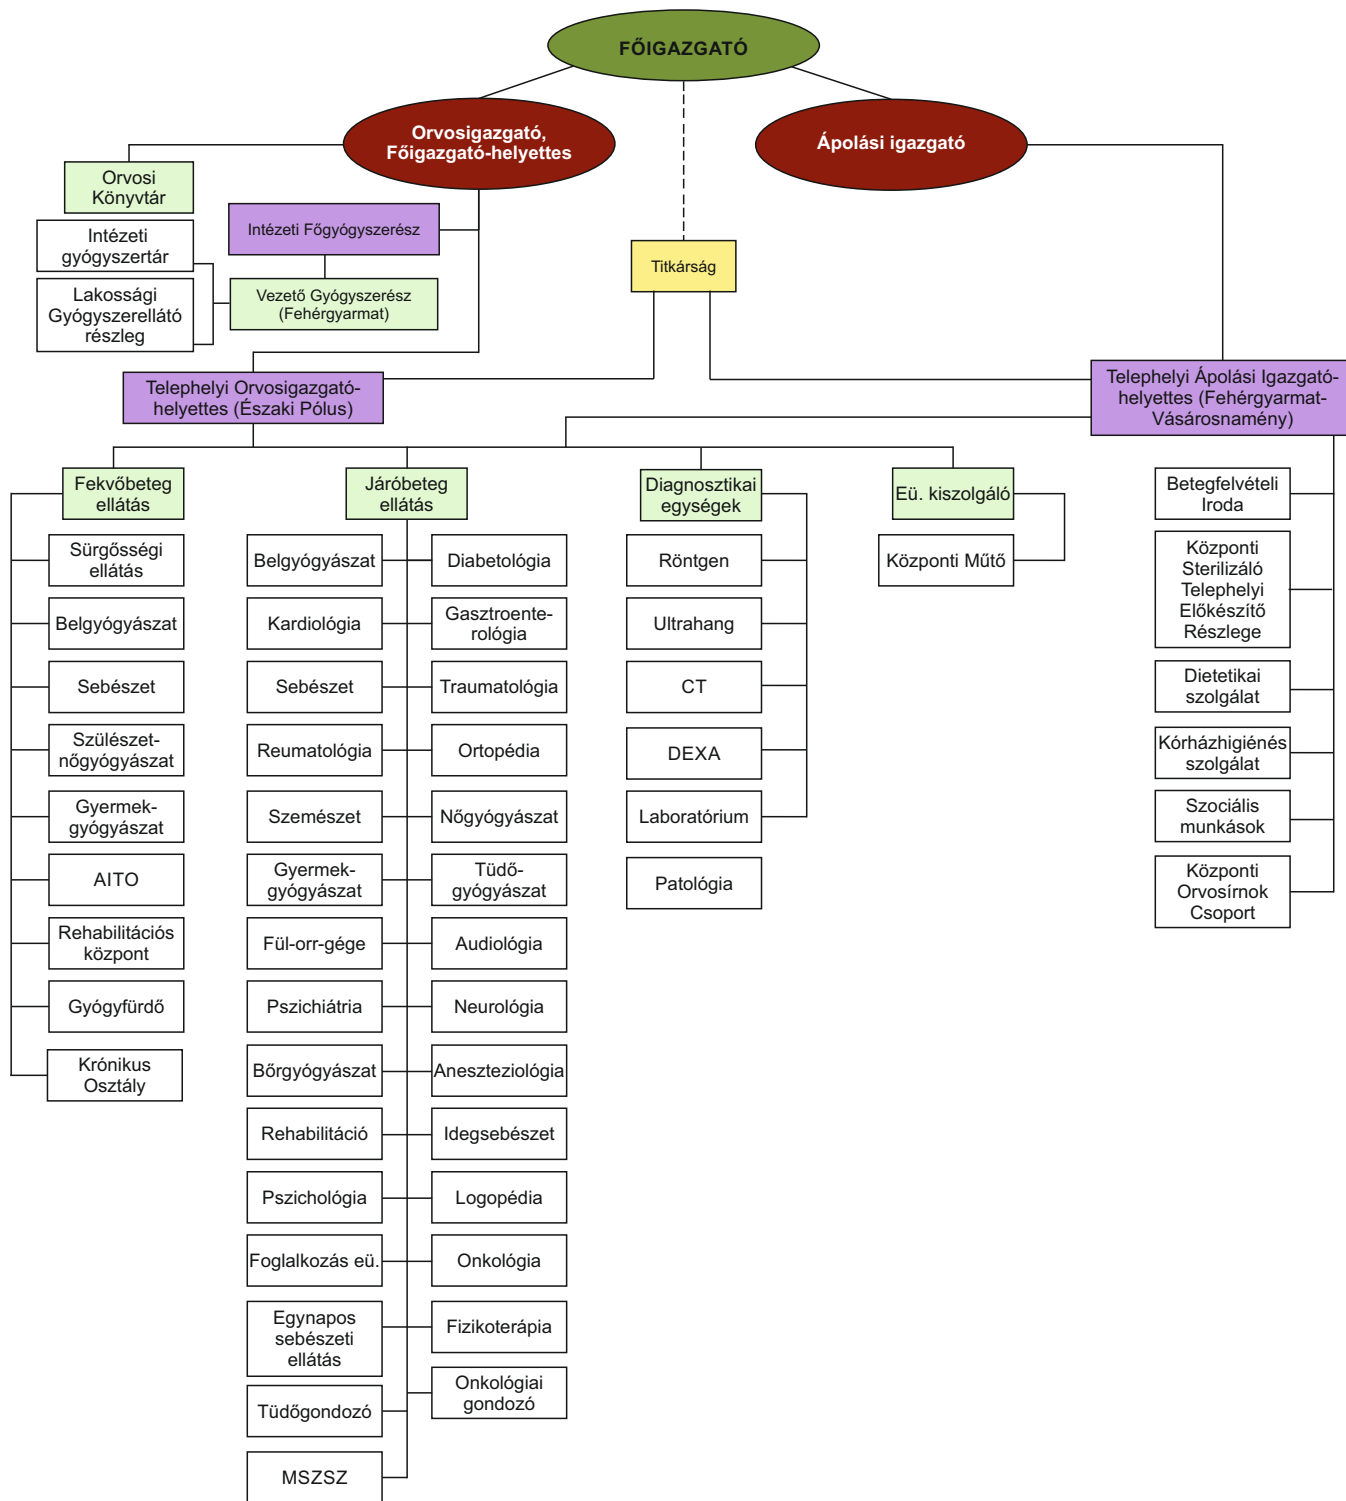 FŐIGAZGATÓ
Orvosigazgató,
Főigazgató-helyettes
Ápolási igazgató
Orvosi
Könyvtár
Intézeti
gyógyszertár
Lakossági
Gyógyszerellátó
részleg
Intézeti Főgyógyszerész
Vezető Gyógyszerész
(Fehérgyarmat)
Titkárság
Telephelyi Orvosigazgató-
helyettes (Északi Pólus)
Telephelyi Ápolási Igazgató-
helyettes (Fehérgyarmat-
Vásárosnamény)
Fekvőbeteg
ellátás
Sürgősségi
ellátás
Belgyógyászat
Sebészet
Szülészet-
nőgyógyászat
Gyermek-
gyógyászat
AITO
Rehabilitációs
központ
Gyógyfürdő
Krónikus
Osztály
Járóbeteg
ellátás
Belgyógyászat
Diabetológia
Kardiológia
Gasztroente-
rológia
Sebészet
Traumatológia
Reumatológia
Ortopédia
Szemészet
Nőgyógyászat
Gyermek-
gyógyászat
Tüdő-
gyógyászat
Fül-orr-gége
Audiológia
Pszichiátria
Neurológia
Bőrgyógyászat
Aneszteziológia
Rehabilitáció
Idegsebészet
Pszichológia
Logopédia
Foglalkozás eü.
Onkológia
Egynapos
sebészeti
ellátás
Fizikoterápia
Tüdőgondozó
Onkológiai
gondozó
MSZSZ
Diagnosztikai
egységek
Röntgen
Ultrahang
CT
DEXA
Laboratórium
Patológia
Eü. kiszolgáló
Központi Műtő
Betegfelvételi
Iroda
Központi
Sterilizáló
Telephelyi
Előkészítő
Részlege
Dietetikai
szolgálat
Kórházhigiénés
szolgálat
Szociális
munkások
Központi
Orvosírnok
Csoport